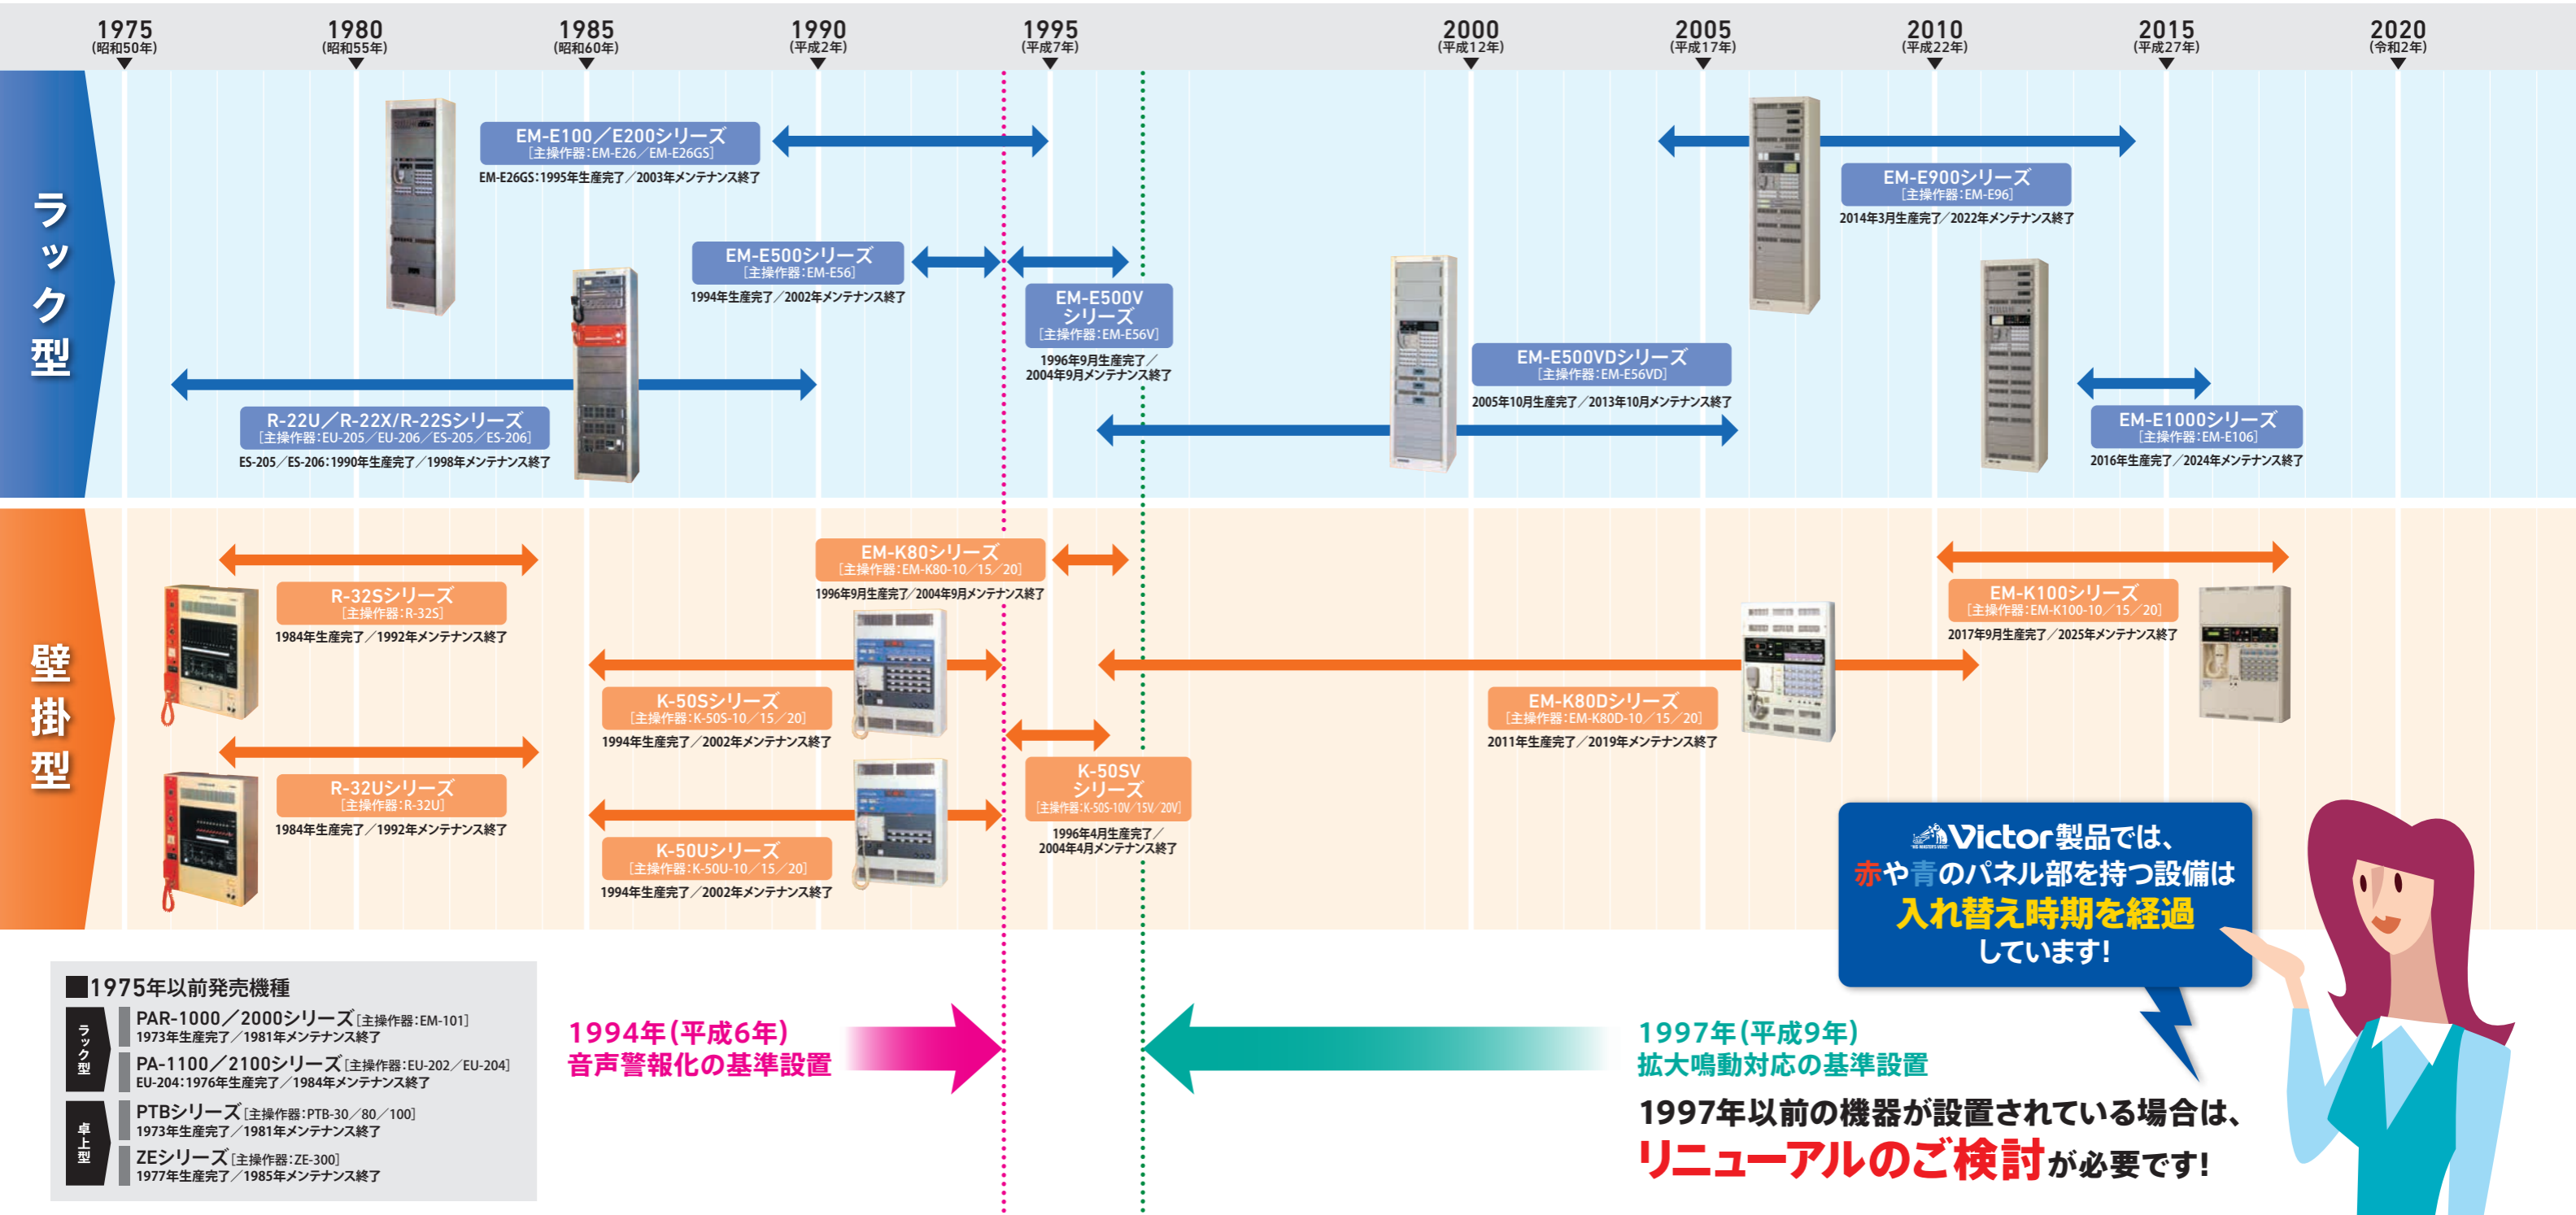 1975
(昭和50年)
1980
(昭和55年)
1985
(昭和60年)
1990
(平成2年)
1995
(平成7年)
2000
(平成12年)
2005
(平成17年)
2010
(平成22年)
2015
(平成27年)
2020
(令和2年)
ラック型
EM-E100／E200シリーズ
[主操作器:EM-E26／EM-E26GS]
EM-E26GS:1995年生産完了／2003年メンテナンス終了
EM-E900シリーズ
[主操作器:EM-E96]
2014年3月生産完了／2022年メンテナンス終了
EM-E500シリーズ
[主操作器:EM-E56]
1994年生産完了／2002年メンテナンス終了
EM-E500V
シリーズ
[主操作器:EM-E56V]
1996年9月生産完了／
2004年9月メンテナンス終了
EM-E500VDシリーズ
[主操作器:EM-E56VD]
2005年10月生産完了／2013年10月メンテナンス終了
R-22U／R-22X/R-22Sシリーズ
[主操作器:EU-205／EU-206／ES-205／ES-206]
ES-205／ES-206:1990年生産完了／1998年メンテナンス終了
EM-E1000シリーズ
[主操作器:EM-E106]
2016年生産完了／2024年メンテナンス終了
壁掛型
EM-K80シリーズ
[主操作器:EM-K80-10／15／20]
1996年9月生産完了／2004年9月メンテナンス終了
R-32Sシリーズ
[主操作器:R-32S]
1984年生産完了／1992年メンテナンス終了
EM-K100シリーズ
[主操作器:EM-K100-10／15／20]
2017年9月生産完了／2025年メンテナンス終了
K-50Sシリーズ
[主操作器:K-50S-10／15／20]
1994年生産完了／2002年メンテナンス終了
EM-K80Dシリーズ
[主操作器:EM-K80D-10／15／20]
2011年生産完了／2019年メンテナンス終了
R-32Uシリーズ
[主操作器:R-32U]
1984年生産完了／1992年メンテナンス終了
K-50SV
シリーズ
[主操作器:K-50S-10V／15V／20V]
1996年4月生産完了／
2004年4月メンテナンス終了
K-50Uシリーズ
[主操作器:K-50U-10／15／20]
1994年生産完了／2002年メンテナンス終了
"HIS MASTER'S VOICE" Victor製品では、
赤や青のパネル部を持つ設備は
入れ替え時期を経過
しています!
■1975年以前発売機種
ラック型
PAR-1000／2000シリーズ[主操作器:EM-101]
1973年生産完了／1981年メンテナンス終了
PA-1100／2100シリーズ[主操作器:EU-202／EU-204]
EU-204:1976年生産完了／1984年メンテナンス終了
卓上型
PTBシリーズ[主操作器:PTB-30／80／100]
1973年生産完了／1981年メンテナンス終了
ZEシリーズ[主操作器:ZE-300]
1977年生産完了／1985年メンテナンス終了
1994年(平成6年)
音声警報化の基準設置
1997年(平成9年)
拡大鳴動対応の基準設置
1997年以前の機器が設置されている場合は、
リニューアルのご検討が必要です!